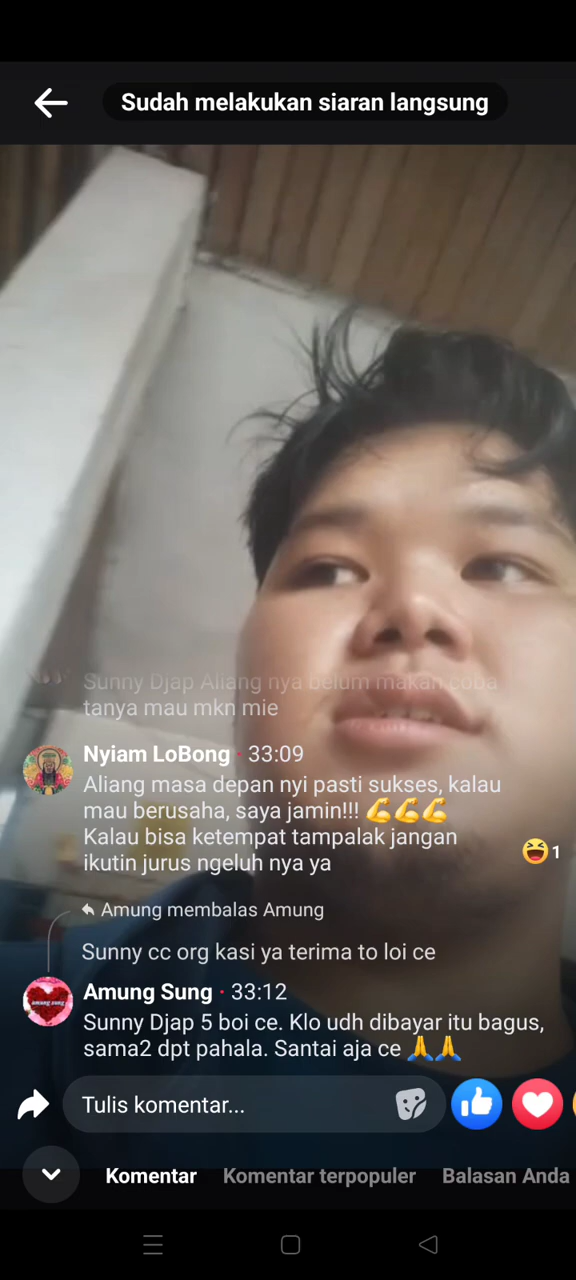 Sudah melakukan siaran langsung
Sunny Djap Aliang nya belum makan coba
tanya mau mkn mie
Nyiam LoBong · 33:09
Aliang masa depan nyi pasti sukses, kalau
mau berusaha, saya jamin!!! 💪💪💪
Kalau bisa ketempat tampalak jangan
ikutin jurus ngeluh nya ya
😆 1
Amung membalas Amung
Sunny cc org kasi ya terima to loi ce
Amung Sung · 33:12
Sunny Djap 5 boi ce. Klo udh dibayar itu bagus,
sama2 dpt pahala. Santai aja ce 🙏🙏
Tulis komentar...
Komentar Komentar terpopuler Balasan Anda